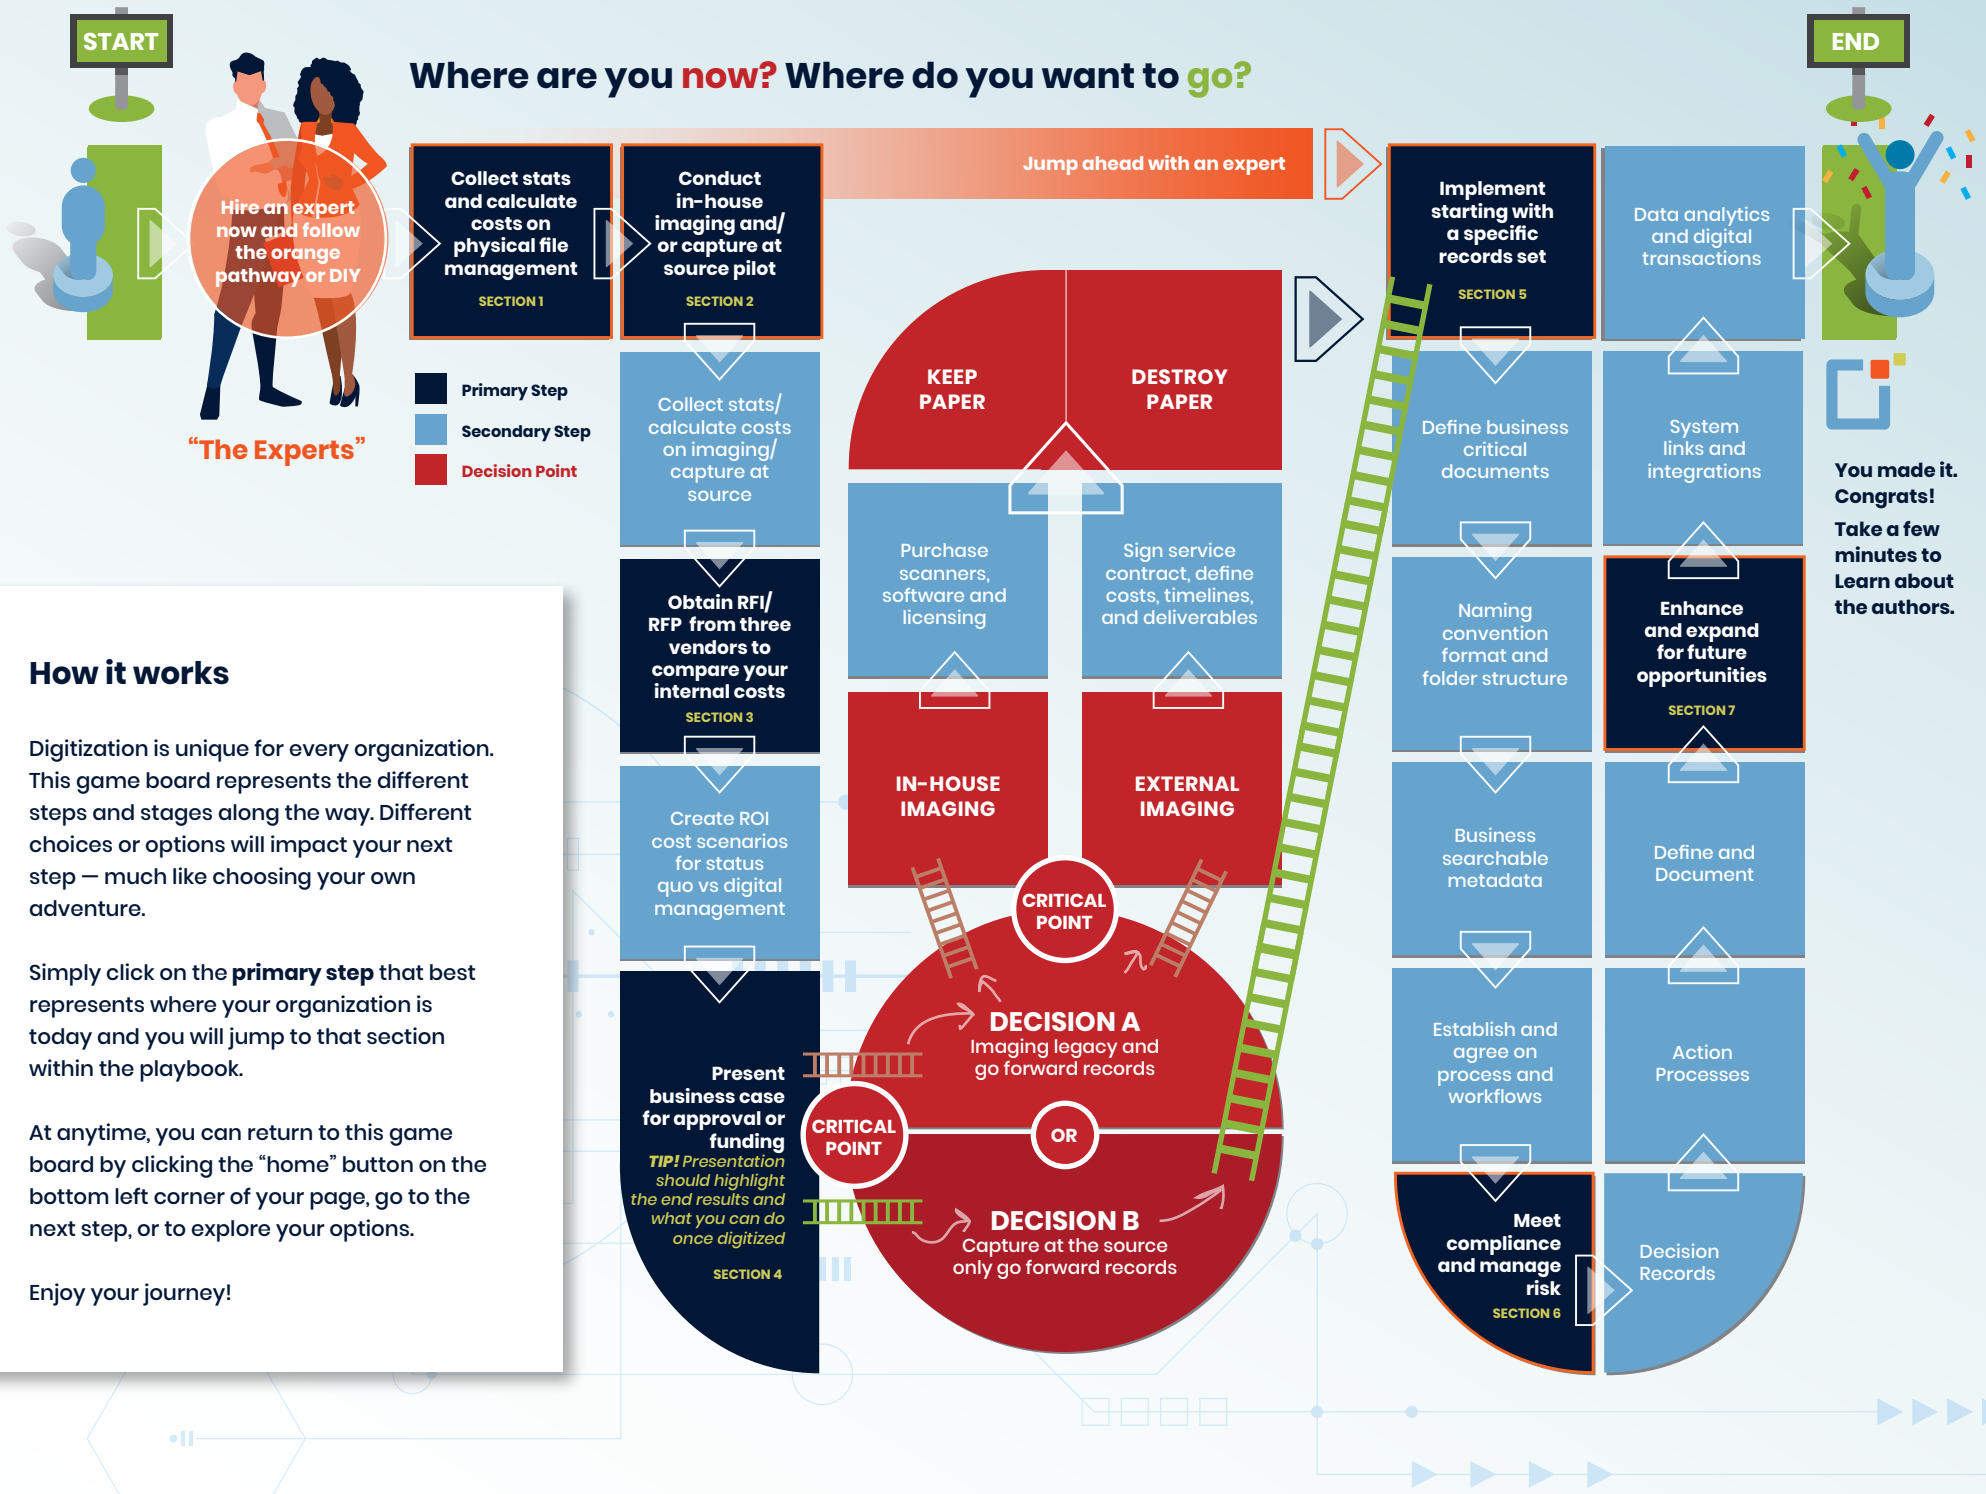 START
END
Where are you now? Where do you want to go?
Jump ahead with an expert
Hire an expert
now and follow
the orange
pathway or DIY
"The Experts"
Collect stats
and calculate
costs on
physical file
management
SECTION 1
Conduct
in-house
imaging and/
or capture at
source pilot
SECTION 2
Primary Step
Secondary Step
Decision Point
Collect stats/
calculate costs
on imaging/
capture at
source
Obtain RFI/
RFP from three
vendors to
compare your
internal costs
SECTION 3
Create ROI
cost scenarios
for status
quo vs digital
management
Present
business case
for approval or
funding
TIP! Presentation
should highlight
the end results and
what you can do
once digitized
SECTION 4
CRITICAL
POINT
DECISION A
Imaging legacy and
go forward records
OR
DECISION B
Capture at the source
only go forward records
CRITICAL
POINT
IN-HOUSE
IMAGING
EXTERNAL
IMAGING
Purchase
scanners,
software and
licensing
Sign service
contract, define
costs, timelines,
and deliverables
KEEP
PAPER
DESTROY
PAPER
Implement
starting with
a specific
records set
SECTION 5
Define business
critical
documents
Naming
convention
format and
folder structure
Business
searchable
metadata
Establish and
agree on
process and
workflows
Meet
compliance
and manage
risk
SECTION 6
Decision
Records
Action
Processes
Define and
Document
Enhance
and expand
for future
opportunities
SECTION 7
System
links and
integrations
Data analytics
and digital
transactions
You made it.
Congrats!
Take a few
minutes to
Learn about
the authors.
How it works
Digitization is unique for every organization.
This game board represents the different
steps and stages along the way. Different
choices or options will impact your next
step — much like choosing your own
adventure.
Simply click on the primary step that best
represents where your organization is
today and you will jump to that section
within the playbook.
At anytime, you can return to this game
board by clicking the "home" button on the
bottom left corner of your page, go to the
next step, or to explore your options.
Enjoy your journey!